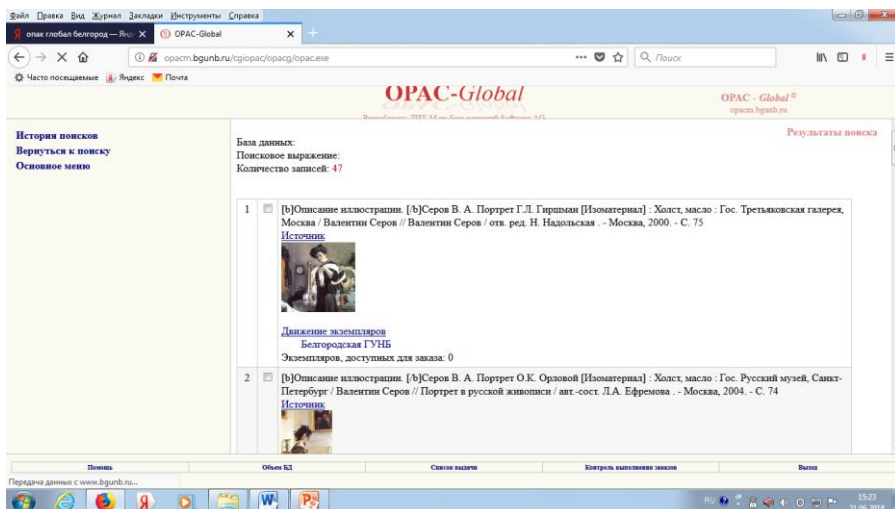 Файл Правка Вид Журнал Закладки Инструменты Справка
опак глобал белгород — Янд
OPAC-Global
opacm.bgunb.ru/cgiopac/opacg/opac.exe
Поиск
Часто посещаемые Яндекс Почта
OPAC-Global
OPAC - Global ©
opacm.bgunb.ru
Результаты поиска
История поисков
Вернуться к поиску
Основное меню
База данных:
Поисковое выражение:
Количество записей: 47
1 [b]Описание иллюстрации. [/b]Серов В. А. Портрет Г.Л. Гиршман [Изоматериал] : Холст, масло : Гос. Третьяковская галерея,
Москва / Валентин Серов // Валентин Серов / отв. ред. Н. Надольская . - Москва, 2000. - С. 75
Источник
Движение экземпляров
Белгородская ГУНБ
Экземпляров, доступных для заказа: 0
2 [b]Описание иллюстрации. [/b]Серов В. А. Портрет О.К. Орловой [Изоматериал] : Холст, масло : Гос. Русский музей, Санкт-
Петербург / Валентин Серов // Портрет в русской живописи / авт.-сост. Л.А. Ефремова . - Москва, 2004. - С. 74
Источник
Помощь Объем БД Список выдачи Контроль выполнения заказов Выход
Передача данных с www.bgunb.ru...
RU 15:23
21.06.2018